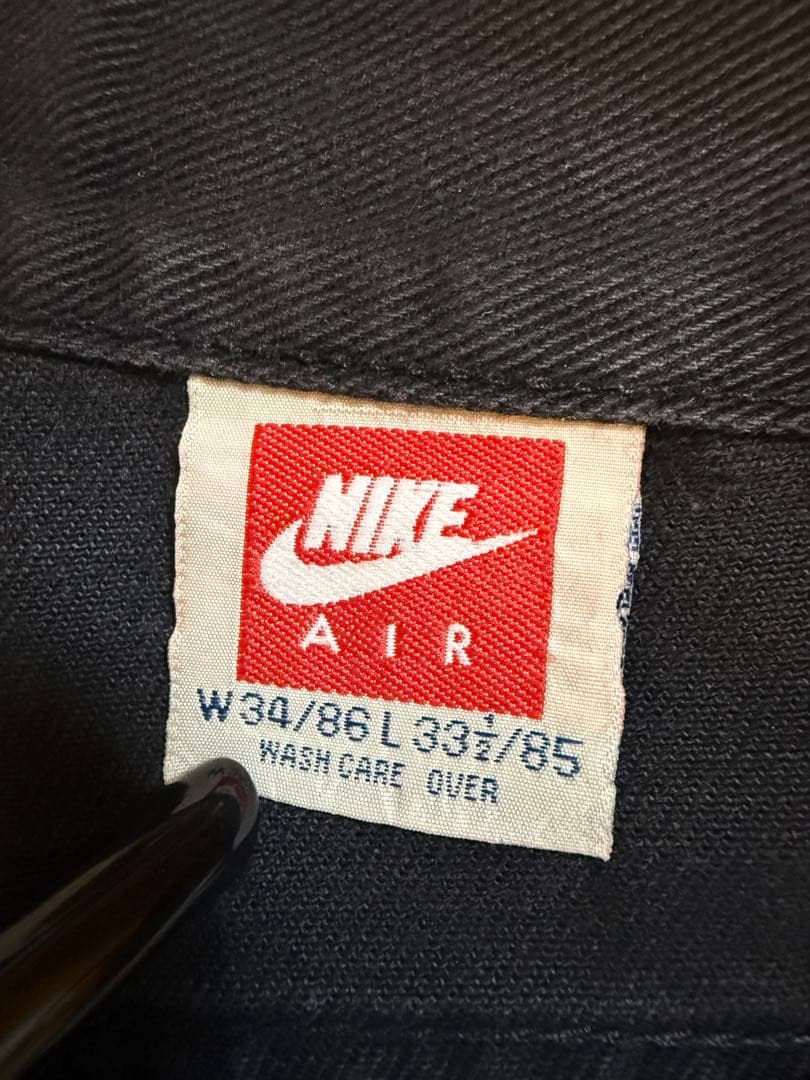 NIKE
AIR
W34/86 L 33½/85
WASH CARE OVER